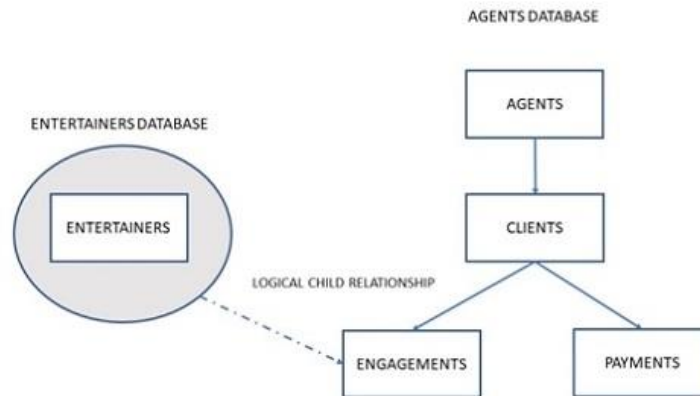 AGENTS DATABASE
AGENTS
ENTERTAINERS DATABASE
ENTERTAINERS
CLIENTS
LOGICAL CHILD RELATIONSHIP
ENGAGEMENTS
PAYMENTS